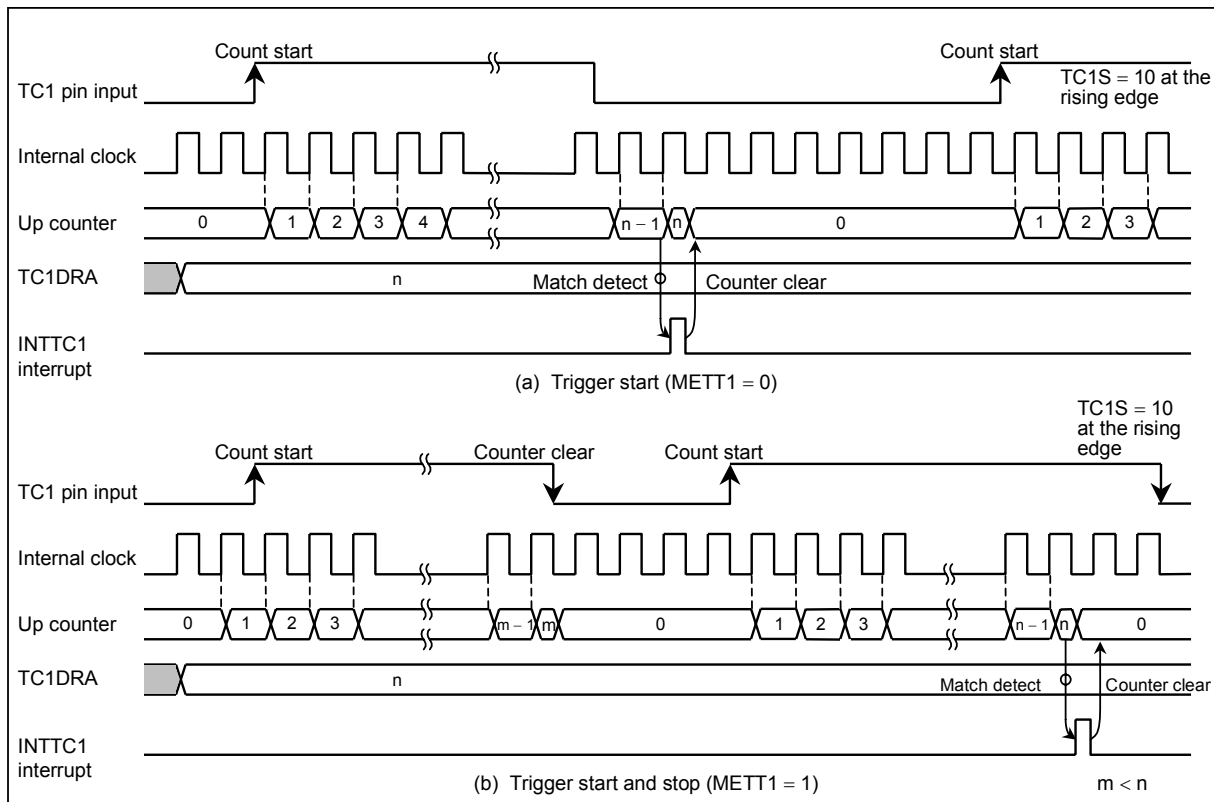 Count start
Count start
TC1 pin input
TC1S = 10 at the
rising edge
Internal clock
Up counter
0
1
2
3
4
n − 1
n
0
1
2
3
TC1DRA
n
Match detect
Counter clear
INTTC1
interrupt
(a) Trigger start (METT1 = 0)
TC1S = 10
at the rising
edge
Count start
Counter clear
Count start
TC1 pin input
Internal clock
Up counter
0
1
2
3
m − 1
m
0
1
2
3
n − 1
n
0
TC1DRA
n
Match detect
Counter clear
INTTC1
interrupt
(b) Trigger start and stop (METT1 = 1)
m < n